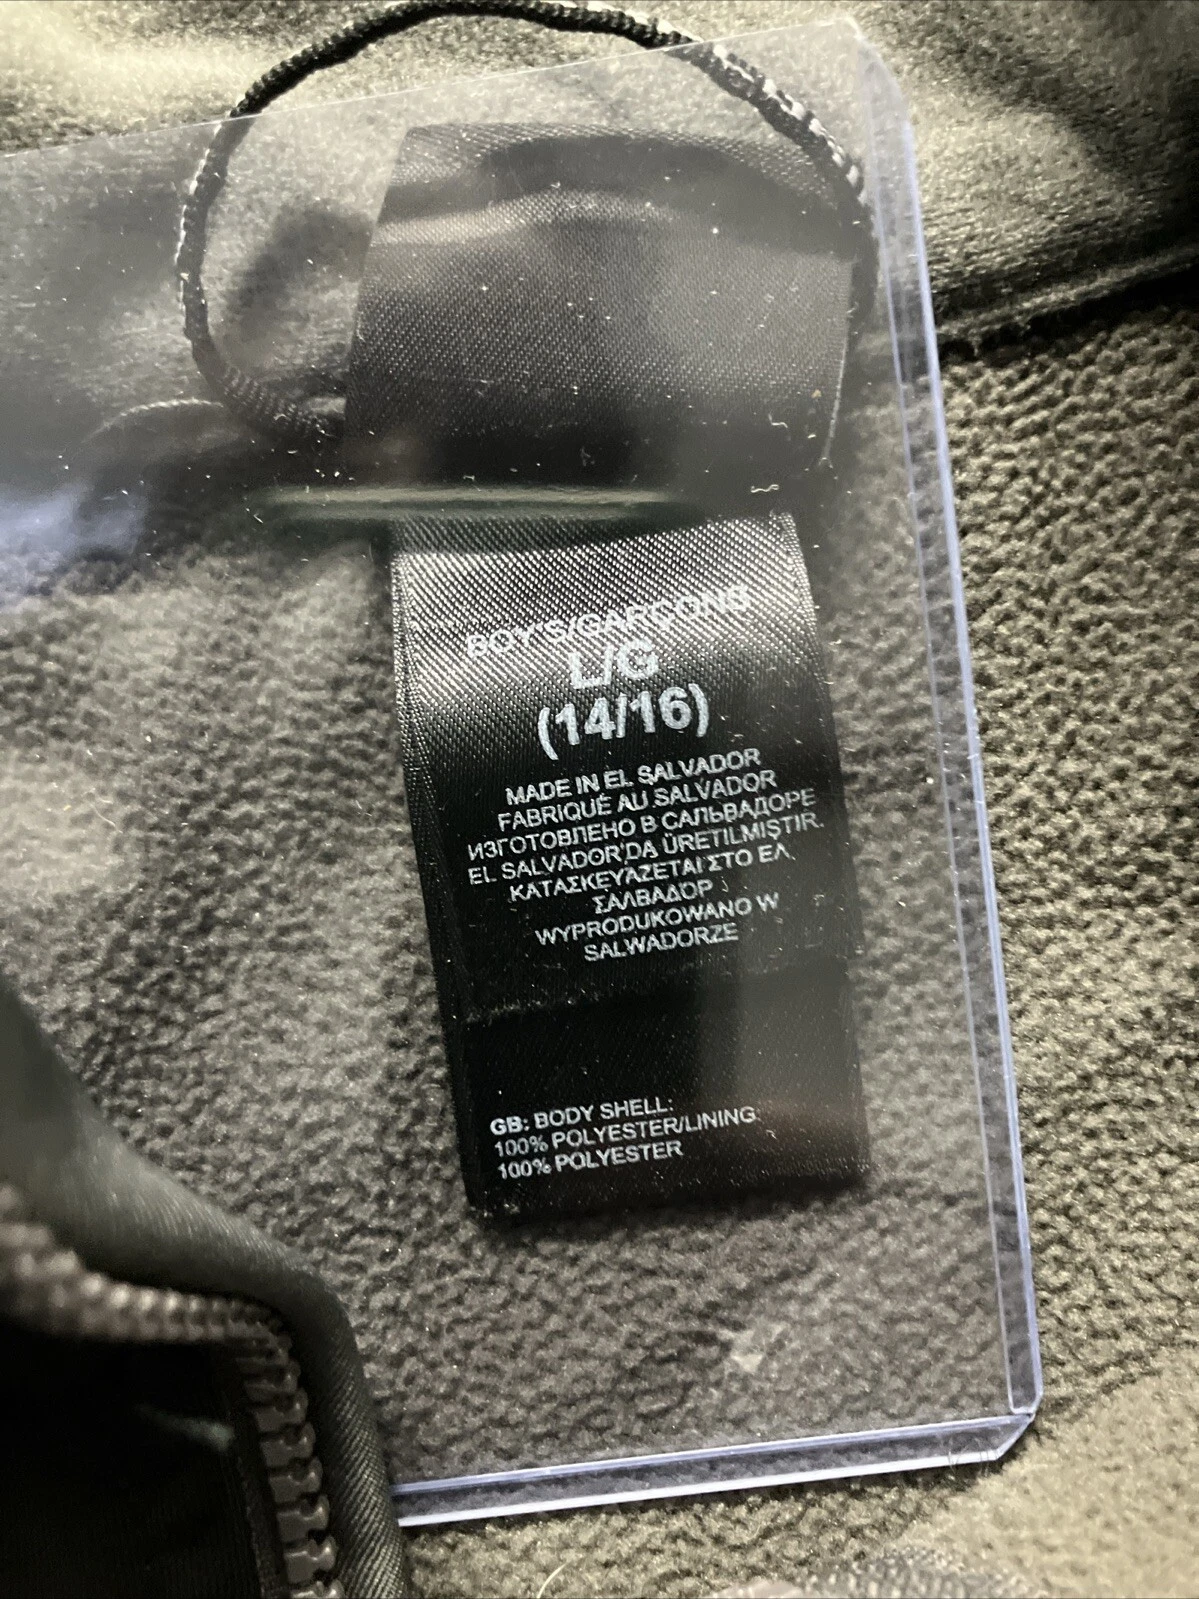 BOYS/GARÇONS
L/G
(14/16)
MADE IN EL SALVADOR
FABRIQUÉ AU SALVADOR
ИЗГОТОВЛЕНО В САЛЬВАДОРЕ
EL SALVADOR'DA ÜRETILMIŞTIR.
ΚΑΤΑΣΚΕΥΑΖΕΤΑΙ ΣΤΟ ΕΛ
ΣΑΛΒΑΔΟΡ
WYPRODUKOWANO W
SALWADORZE
GB: BODY SHELL:
100% POLYESTER/LINING:
100% POLYESTER